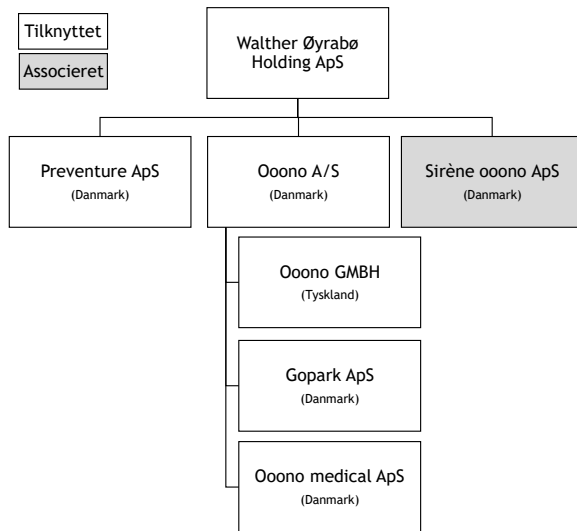 Tilknyttet
Associeret
Walther Øyrabø
Holding ApS
Preventure ApS
(Danmark)
Ooono A/S
(Danmark)
Sirène ooono ApS
(Danmark)
Ooono GMBH
(Tyskland)
Gopark ApS
(Danmark)
Ooono medical ApS
(Danmark)